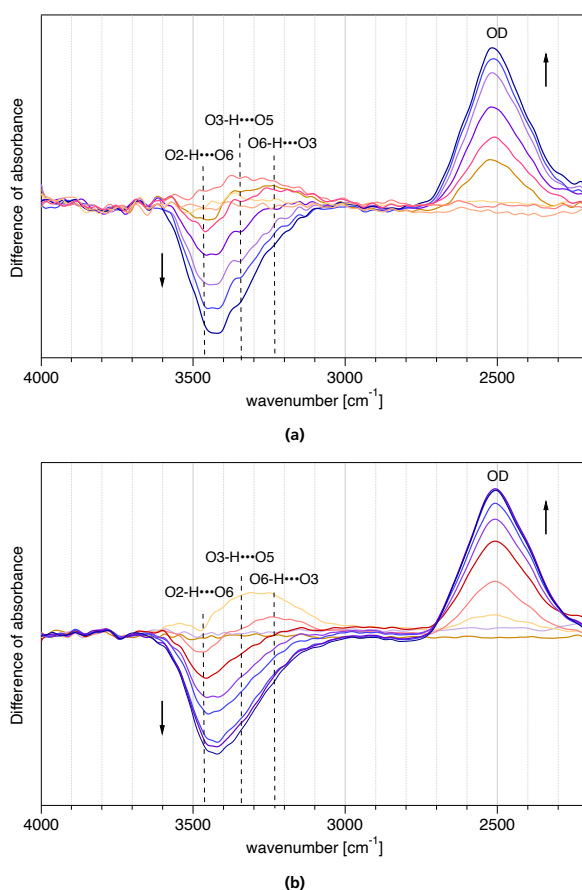 OD
O3-H•••O5
O2-H•••O6
O6-H•••O3
Difference of absorbance
4000
3500
3000
2500
wavenumber [cm⁻¹]
(a)
OD
O3-H•••O5
O2-H•••O6
O6-H•••O3
Difference of absorbance
4000
3500
3000
2500
wavenumber [cm⁻¹]
(b)